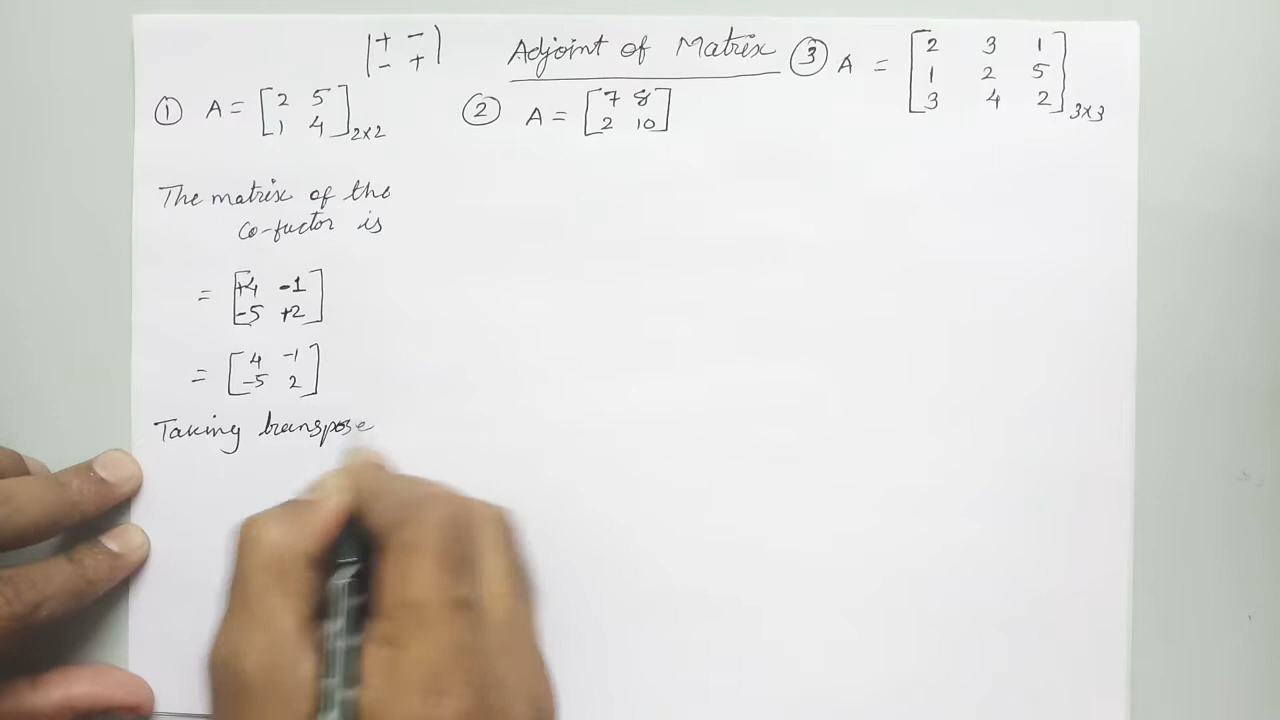 Adjoint of Matrix
| + - |
| - + |
① A = [ 2 5 ]
[ 1 4 ] 2×2
② A = [ 7 8 ]
[ 2 10 ]
③ A = [ 2 3 1 ]
[ 1 2 5 ]
[ 3 4 2 ] 3×3
The matrix of the
co-factor is
= [ +4 -1 ]
[ -5 +2 ]
= [ 4 -1 ]
[ -5 2 ]
Taking transpose